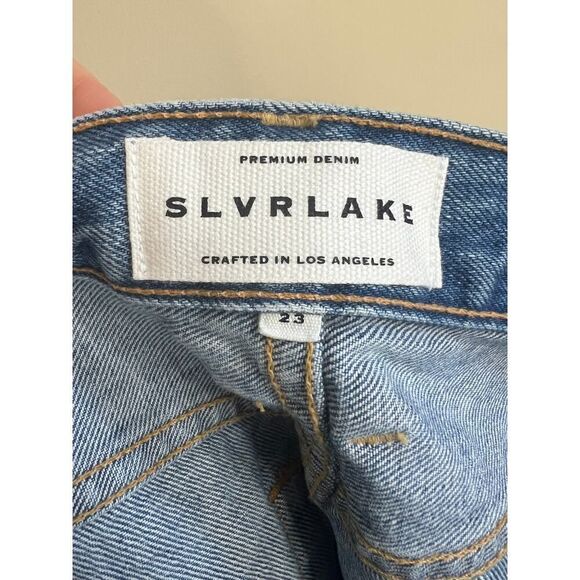 PREMIUM DENIM
SLVRLAKE
CRAFTED IN LOS ANGELES
23